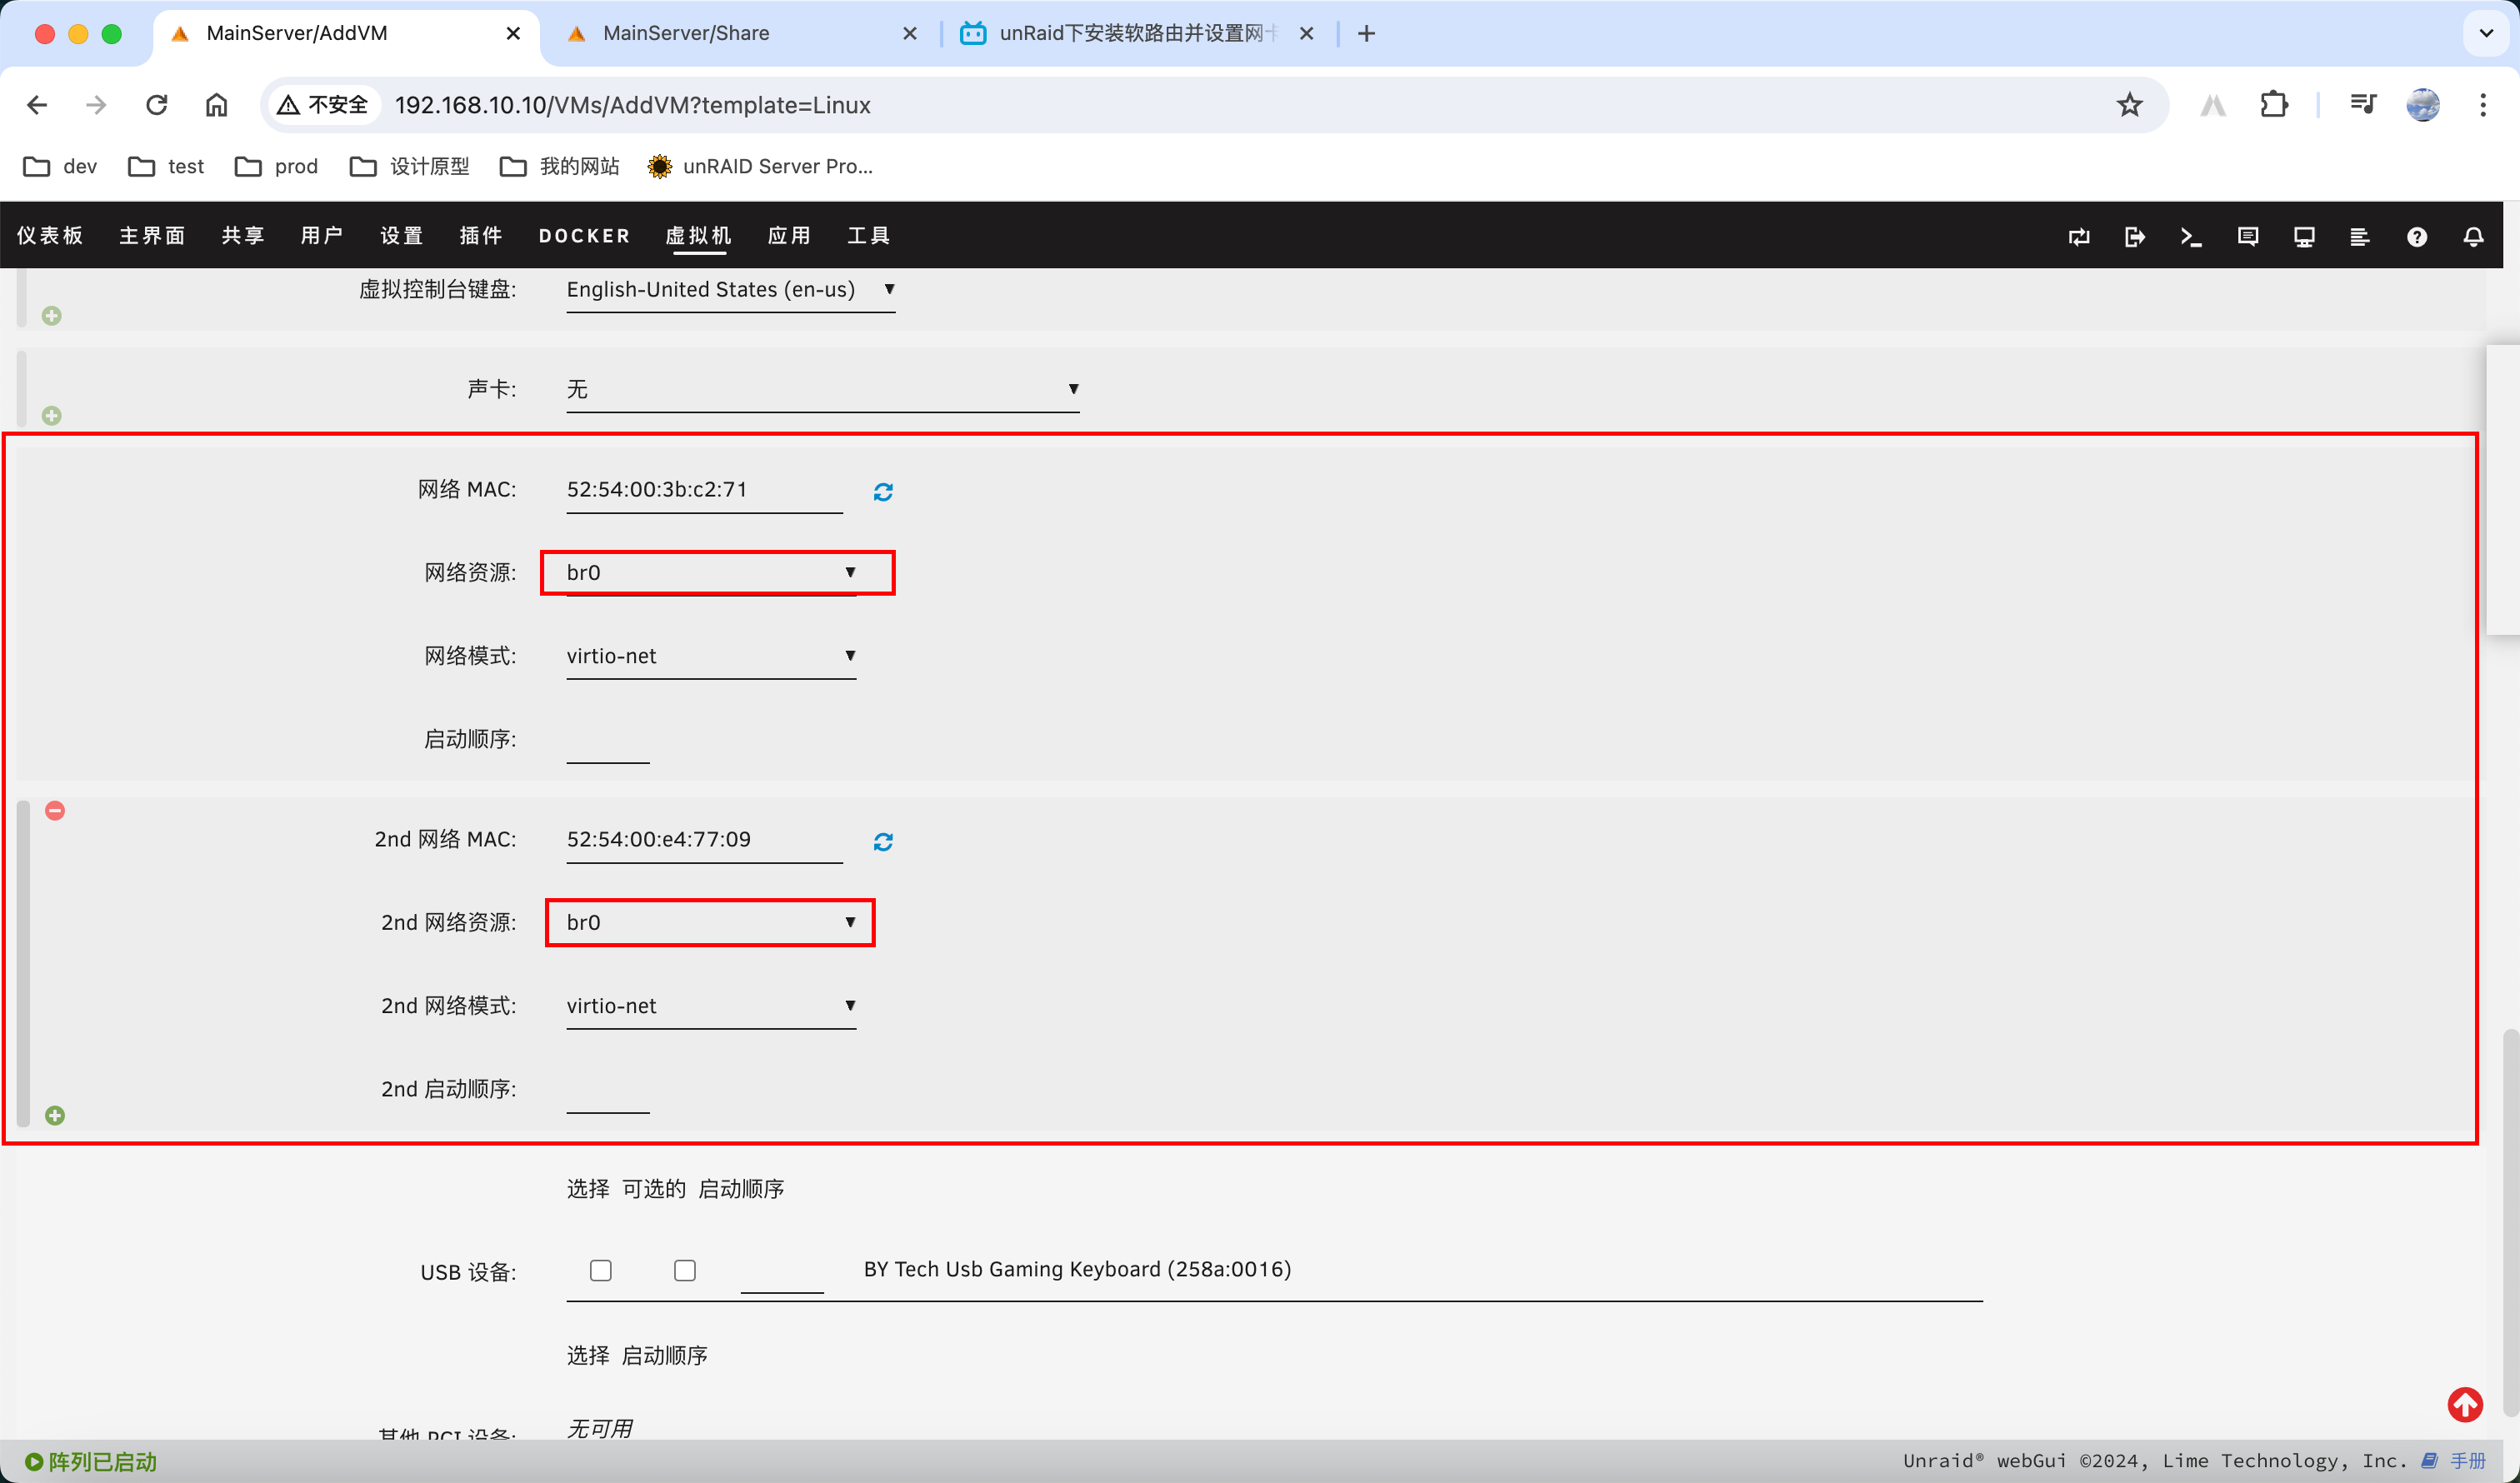 MainServer/AddVM
MainServer/Share
unRaid下安装软路由并设置网卡
不安全
192.168.10.10/VMs/AddVM?template=Linux
dev
test
prod
设计原型
我的网站
unRAID Server Pro...
仪表板 主界面 共享 用户 设置 插件 DOCKER 虚拟机 应用 工具
虚拟控制台键盘: English-United States (en-us)
声卡: 无
网络 MAC: 52:54:00:3b:c2:71
网络资源: br0
网络模式: virtio-net
启动顺序:
2nd 网络 MAC: 52:54:00:e4:77:09
2nd 网络资源: br0
2nd 网络模式: virtio-net
2nd 启动顺序:
选择 可选的 启动顺序
USB 设备: BY Tech Usb Gaming Keyboard (258a:0016)
选择 启动顺序
其他 PCI 设备: 无可用
阵列已启动
Unraid® webGui ©2024, Lime Technology, Inc. 手册